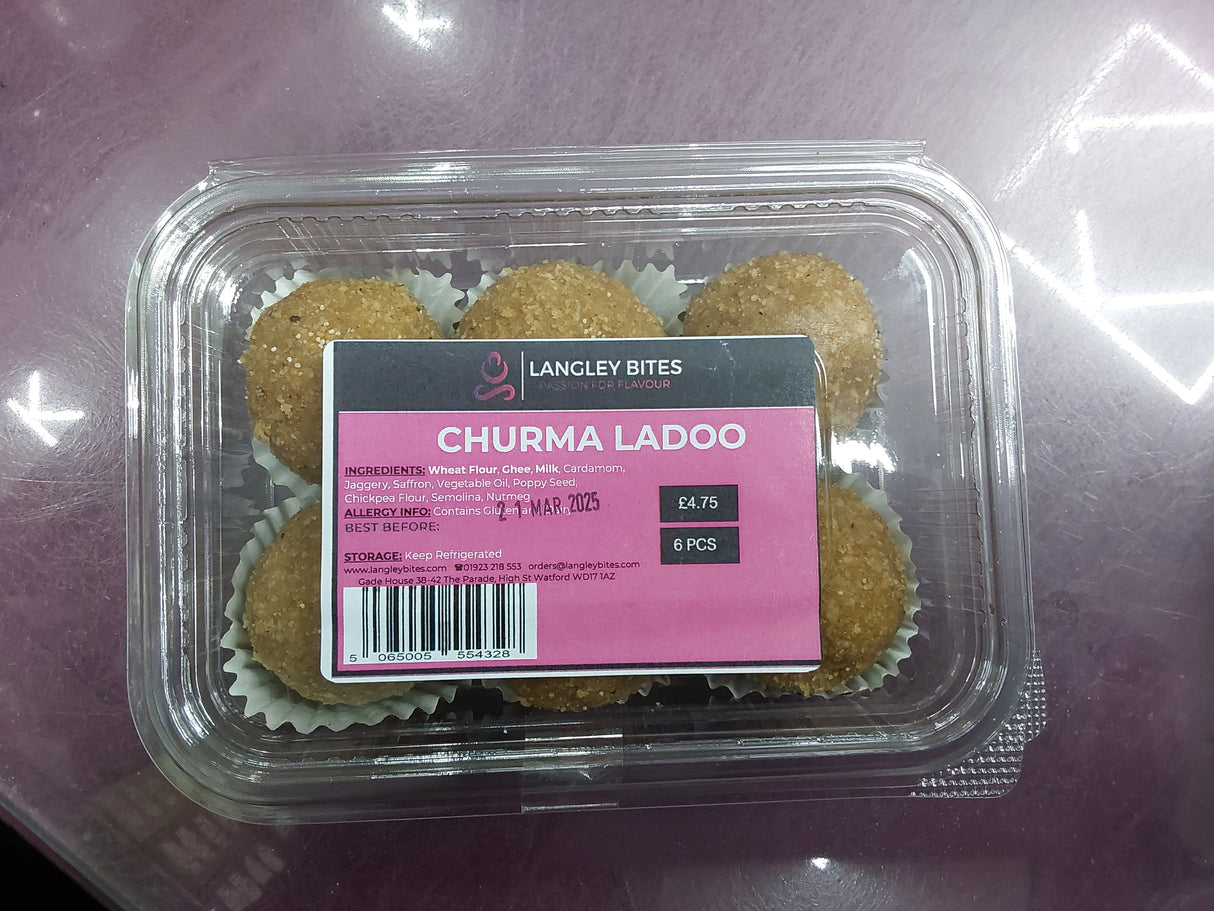 LANGLEY BITES
PASSION FOR FLAVOUR
CHURMA LADOO
INGREDIENTS: Wheat Flour, Ghee, Milk, Cardamom,
Jaggery, Saffron, Vegetable Oil, Poppy Seed,
Chickpea Flour, Semolina, Nutmeg
ALLERGY INFO: Contains Gluten and
BEST BEFORE:
21 MAR 2025
£4.75
6 PCS
STORAGE: Keep Refrigerated
www.langleybites.com ☎01923 218 553 orders@langleybites.com
Gade House 38-42 The Parade, High St Watford WD17 1AZ
5 065005 554328